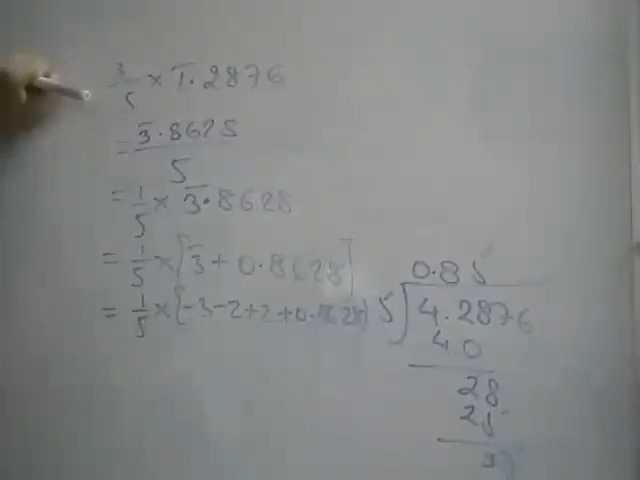 3/5 × 1̅.2876
= 3̅.8628/5
= 1/5 × 3̅.8628
= 1/5 × [3̅ + 0.8628]
= 1/5 × (-3-2+2+0.8628)
0.85
5) 4.2876
40
28
25